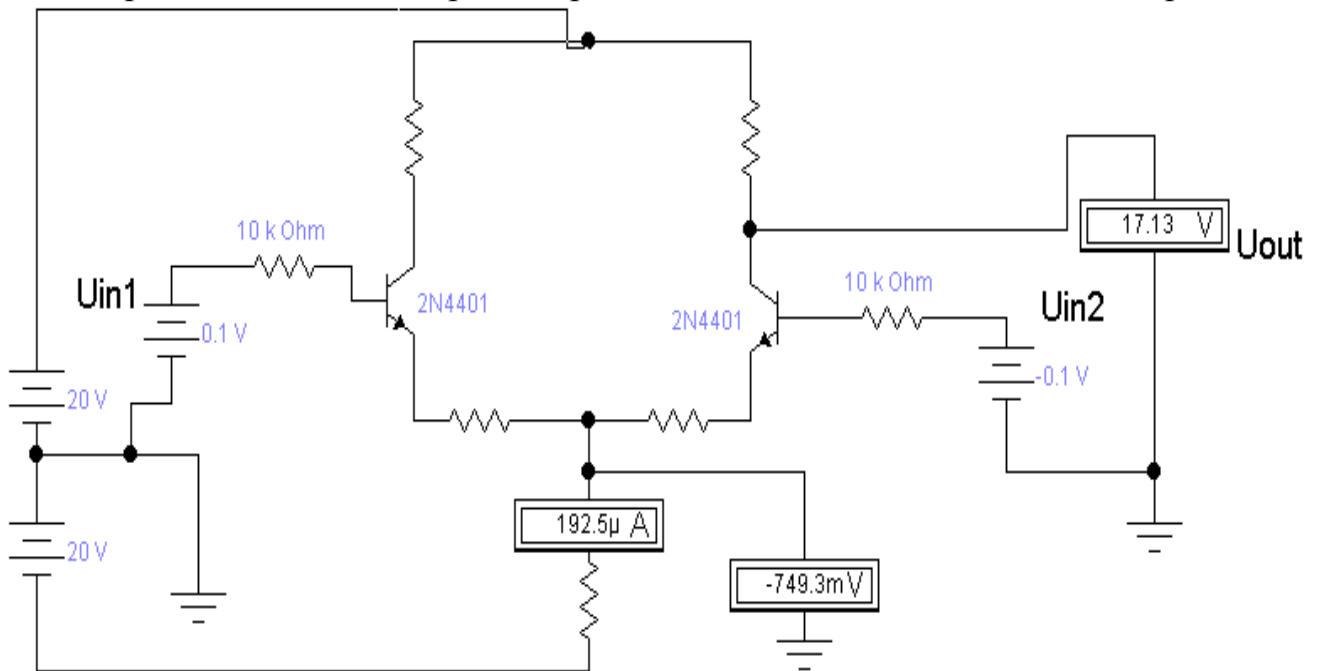 17.13 V
Uout
10 k Ohm
10 k Ohm
Uin1
2N4401
2N4401
Uin2
0.1 V
-0.1 V
20 V
192.5µ A
20 V
-749.3mV